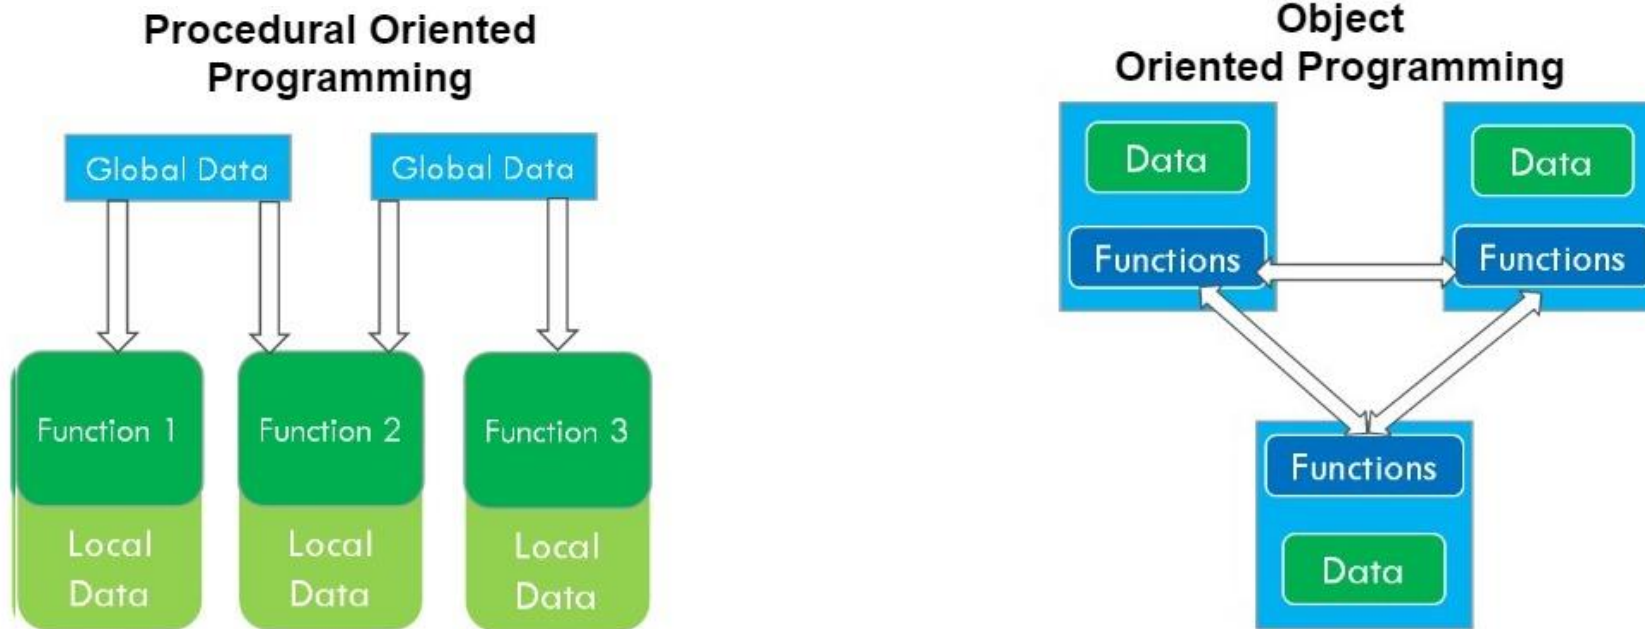 Procedural Oriented
Programming
Global Data
Global Data
Function 1
Function 2
Function 3
Local
Data
Local
Data
Local
Data
Object
Oriented Programming
Data
Data
Functions
Functions
Functions
Data